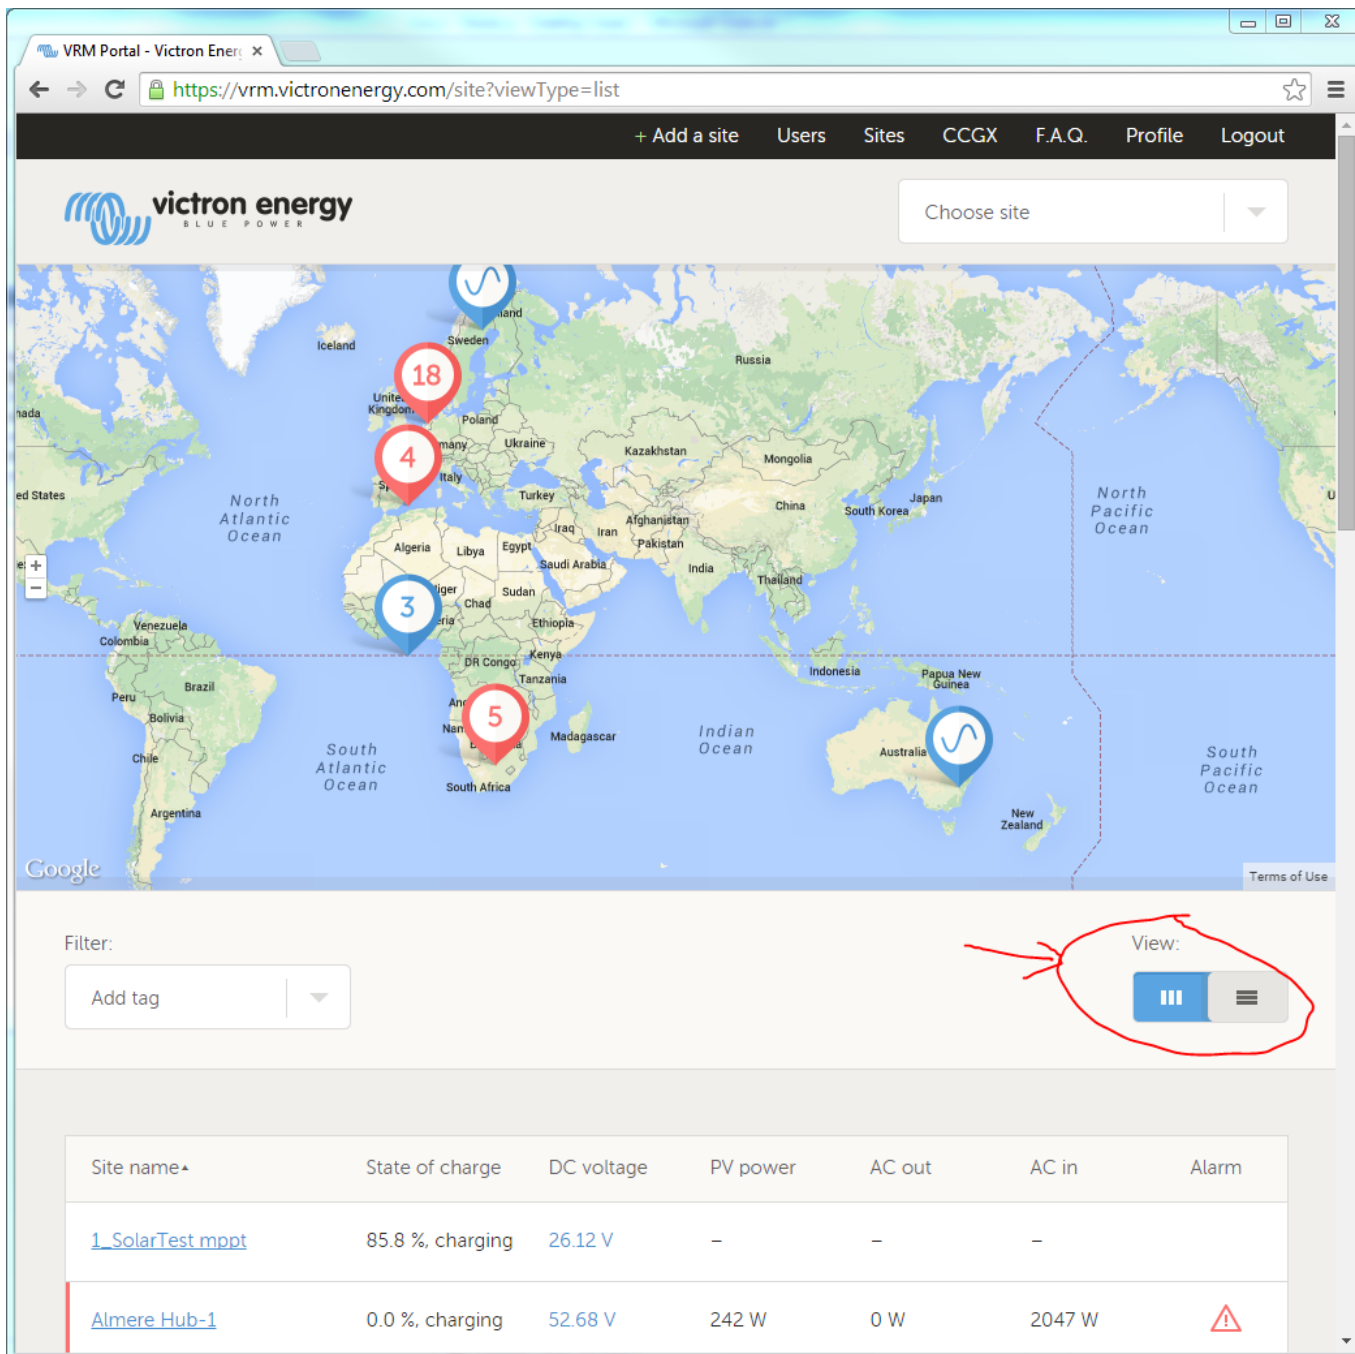 VRM Portal - Victron Energ
https://vrm.victronenergy.com/site?viewType=list
+ Add a site Users Sites CCGX F.A.Q. Profile Logout
victron energy
BLUE POWER
Choose site
Sweden
Iceland
Russia
18
United
Kingdom
Poland
Ukraine
4
Italy
Kazakhstan
Mongolia
ed States
North
Atlantic
Ocean
Turkey
China
Japan
South Korea
North
Pacific
Ocean
Iraq
Iran
Afghanistan
Pakistan
Algeria
Libya
Egypt
Saudi Arabia
India
Thailand
+
−
3
Chad
Sudan
Ethiopia
Venezuela
Colombia
DR Congo
Kenya
Tanzania
Indonesia
Papua New
Guinea
Peru
Brazil
Bolivia
5
Madagascar
Indian
Ocean
Australia
Chile
South
Atlantic
Ocean
South
Pacific
Ocean
South Africa
Argentina
New
Zealand
Google
Terms of Use
Filter:
View:
Add tag
Site name State of charge DC voltage PV power AC out AC in Alarm
1_SolarTest mppt 85.8 %, charging 26.12 V – – –
Almere Hub-1 0.0 %, charging 52.68 V 242 W 0 W 2047 W